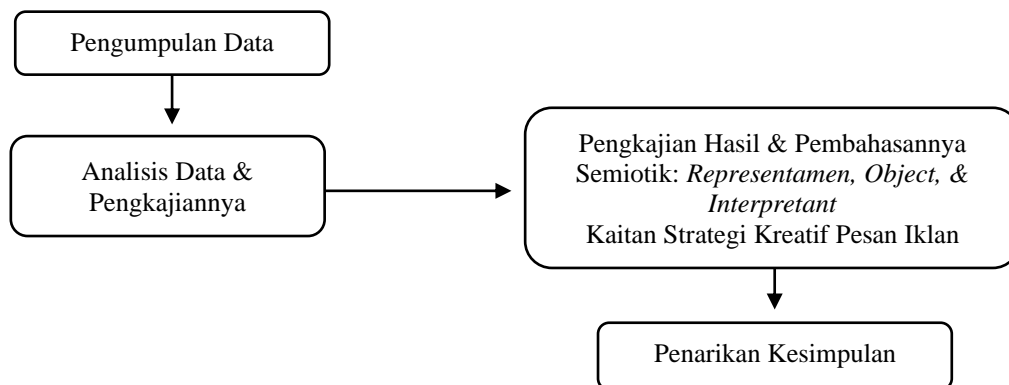 Pengumpulan Data
Analisis Data &
Pengkajiannya
Pengkajian Hasil & Pembahasannya
Semiotik: Representamen, Object, &
Interpretant
Kaitan Strategi Kreatif Pesan Iklan
Penarikan Kesimpulan